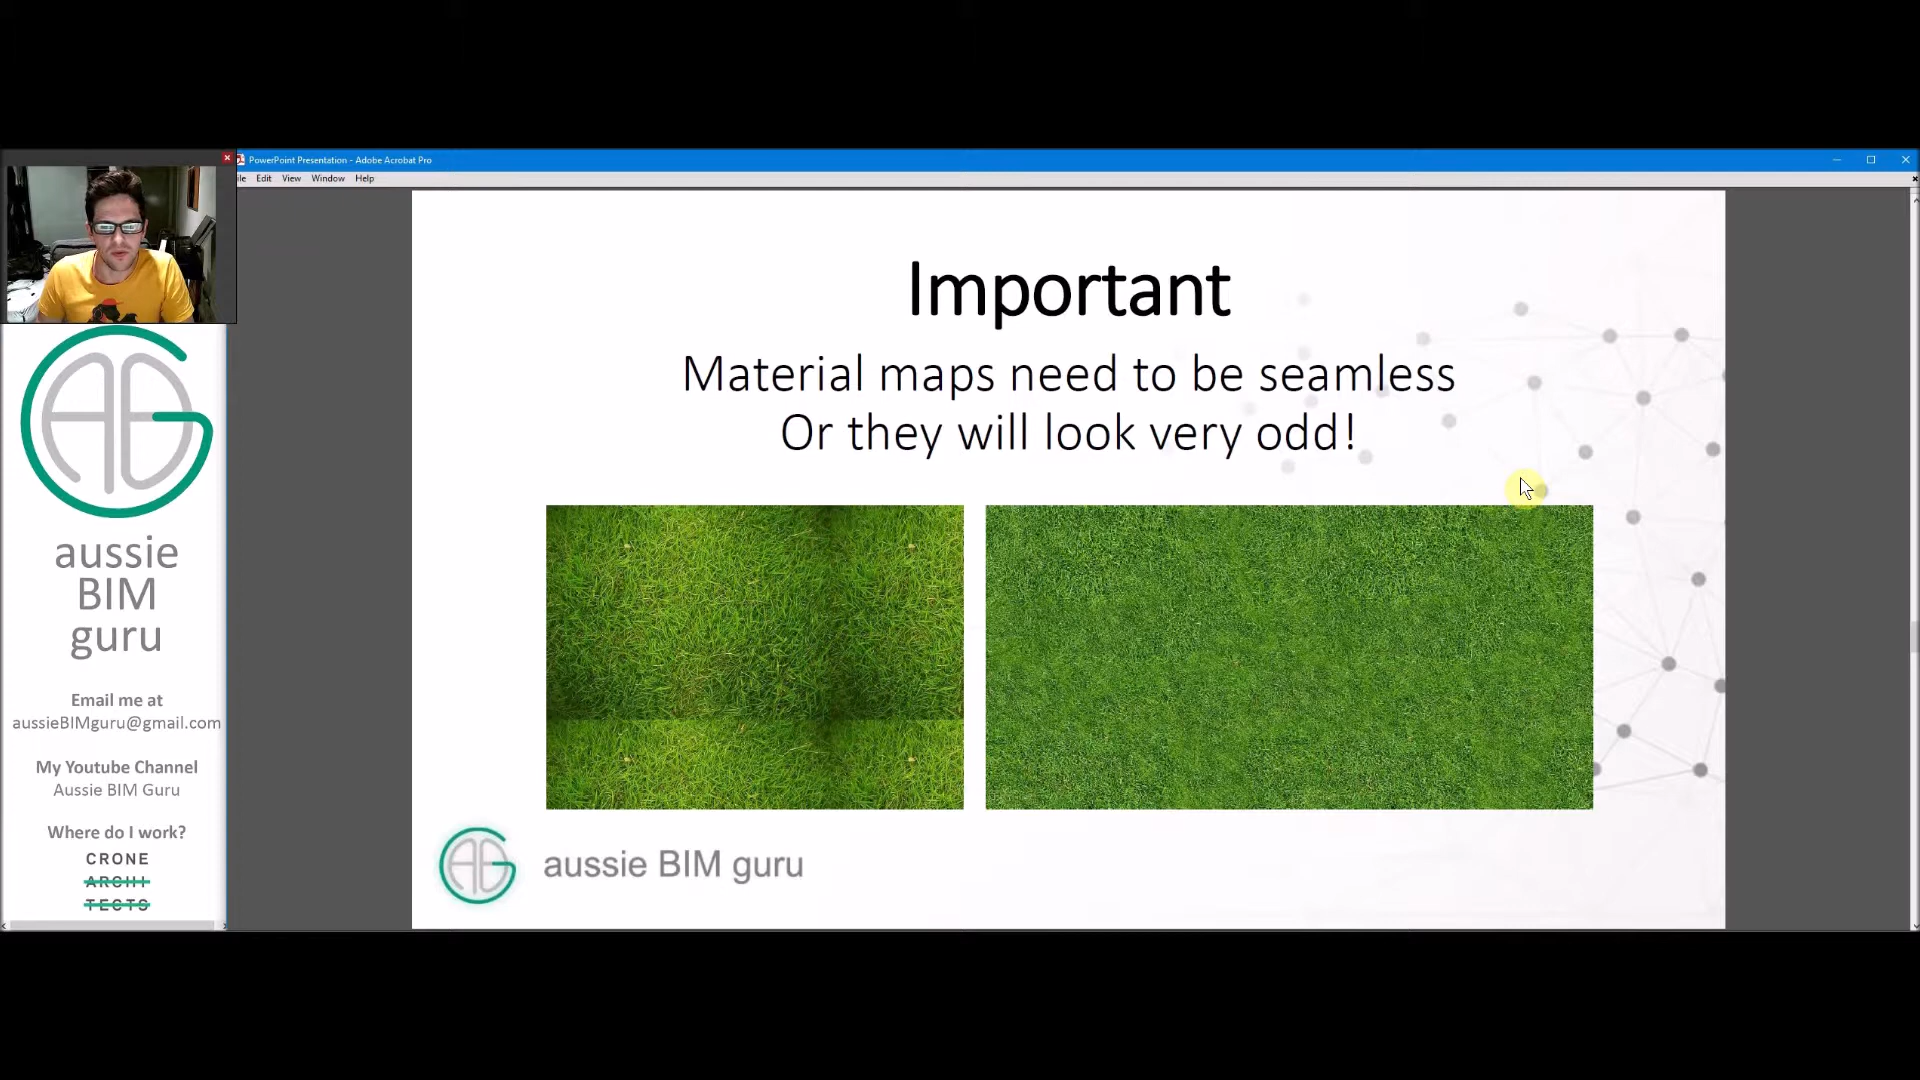 PowerPoint Presentation - Adobe Acrobat Pro
ile Edit View Window Help
Important
Material maps need to be seamless
Or they will look very odd!
aussie BIM guru
aussie
BIM
guru
Email me at
aussieBIMguru@gmail.com
My Youtube Channel
Aussie BIM Guru
Where do I work?
CRONE
ARCHI
TECTS